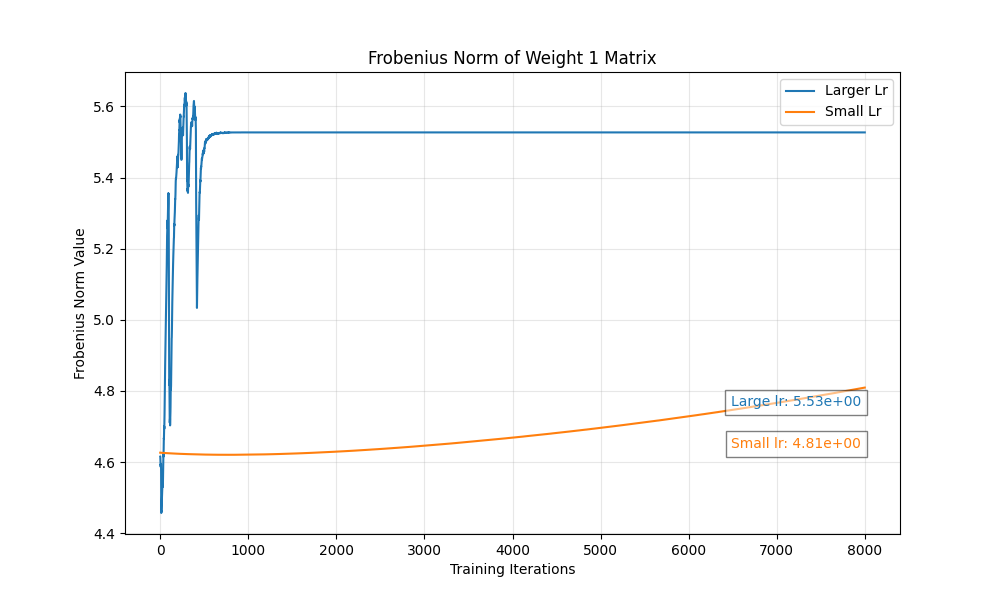 Frobenius Norm of Weight 1 Matrix
Larger Lr
Small Lr
Frobenius Norm Value
5.6
5.4
5.2
5.0
4.8
4.6
4.4
Large lr: 5.53e+00
Small lr: 4.81e+00
0
1000
2000
3000
4000
5000
6000
7000
8000
Training Iterations